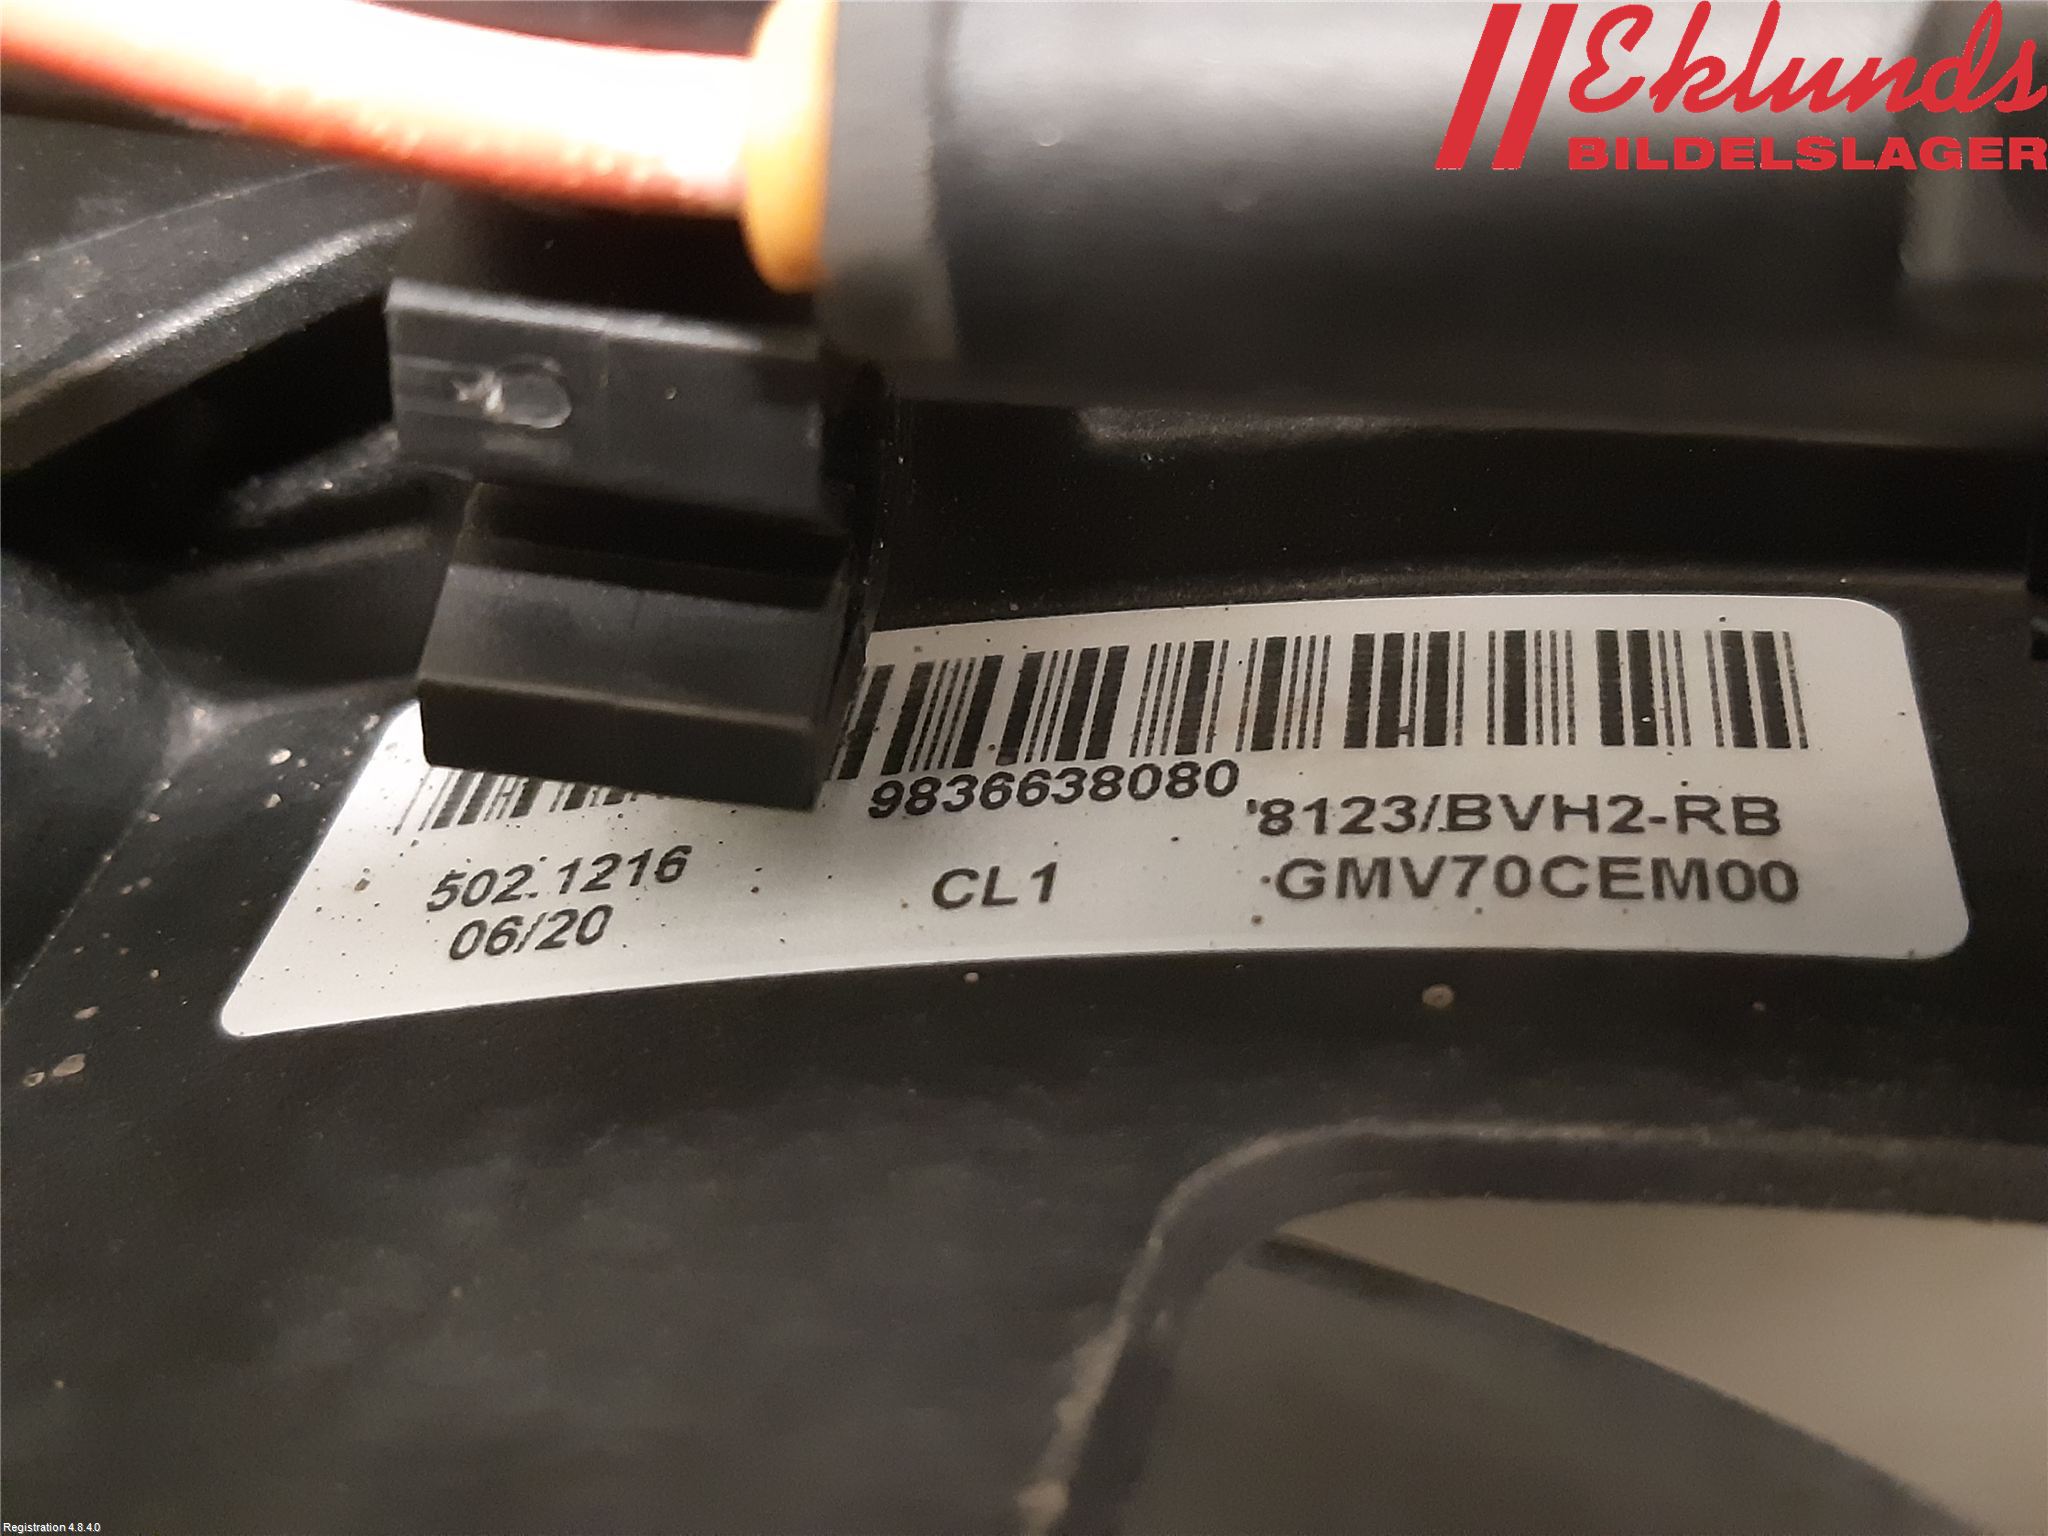 Eklunds
BILDELSLAGER
9836638080
'8123/BVH2-RB
502.1216
CL1
GMV70CEM00
06/20
Registration 4.8.4.0